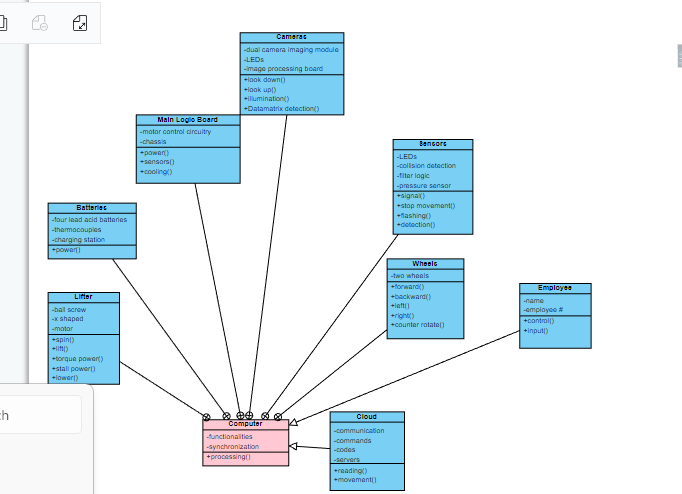 Cameras
-dual camera imaging module
-LEDs
-image processing board
+look down()
+look up()
+illumination()
+Datamatrix detection()
Main Logic Board
-motor control circuitry
-chassis
+power()
+sensors()
+cooling()
Sensors
-LEDs
-collision detection
-filter logic
-pressure sensor
+signal()
+stop movement()
+flashing()
+detection()
Batteries
-four lead acid batteries
-thermocouples
-charging station
+power()
Wheels
-two wheels
+forward()
+backward()
+left()
+right()
+counter rotate()
Employee
-name
-employee #
+control()
+input()
Lifter
-ball screw
-x shaped
-motor
+spin()
+lift()
+torque power()
+stall power()
+lower()
ch
Computer
-functionalities
-synchronization
+processing()
Cloud
-communication
-commands
-codes
-servers
+reading()
+movement()